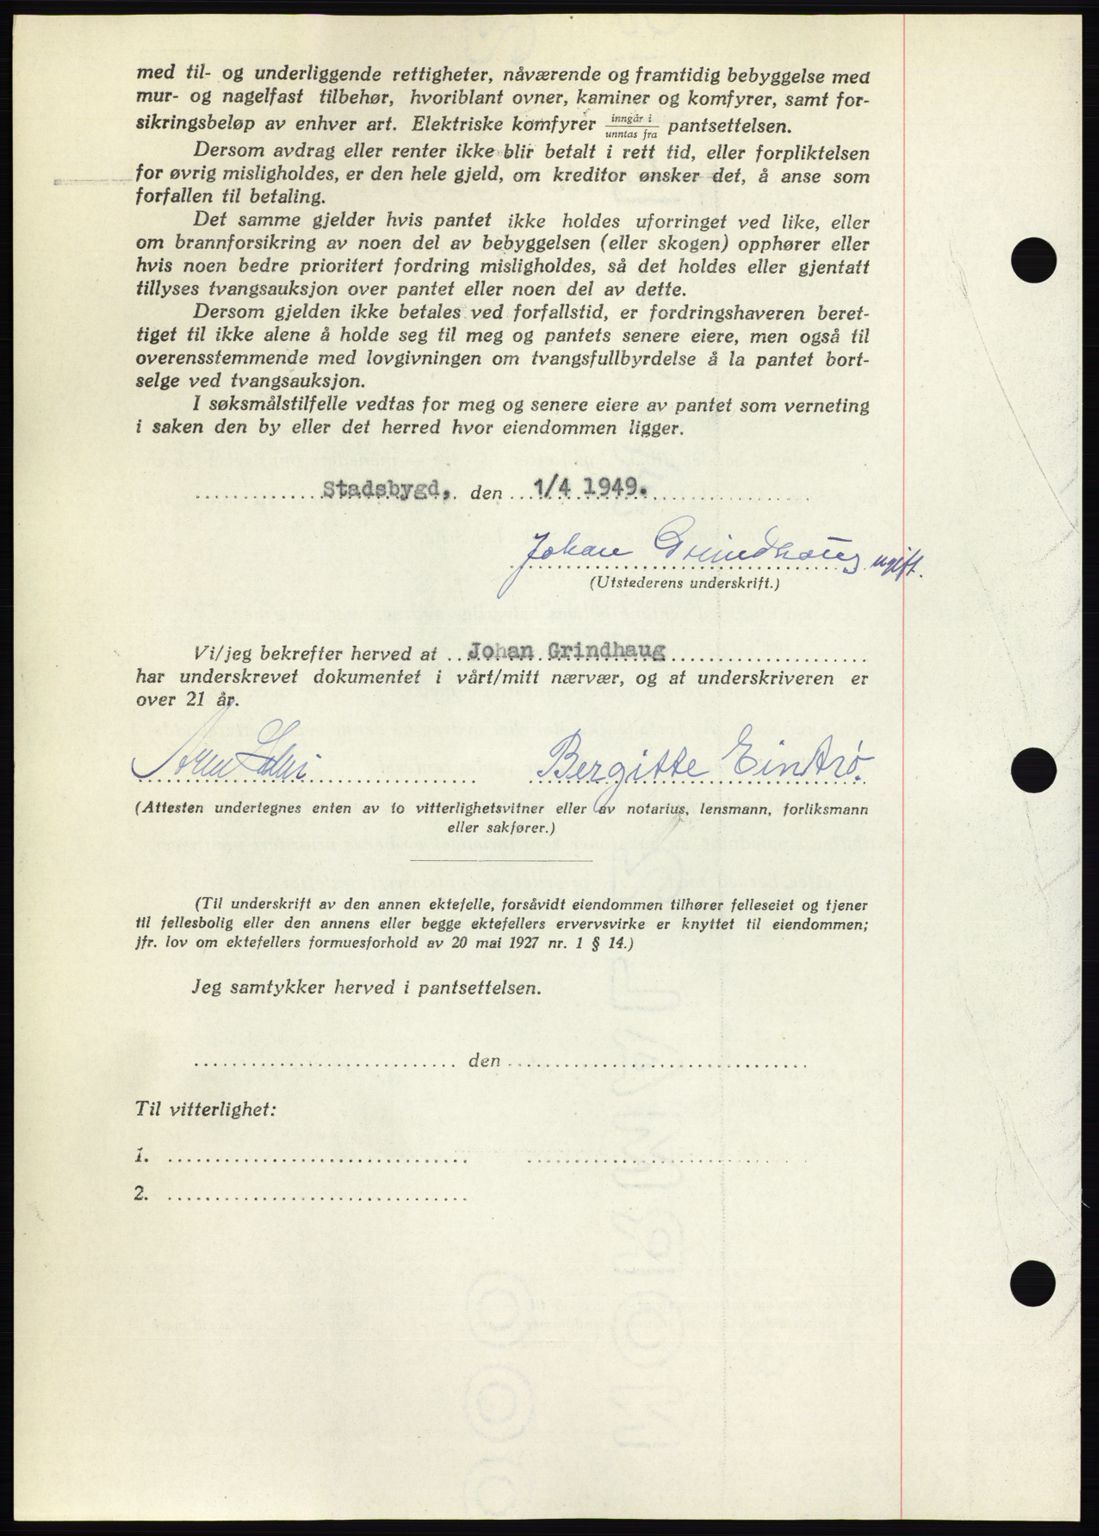 med til- og underliggende rettigheter, nåværende og framtidig bebyggelse med
mur- og nagelfast tilbehør, hvoriblant ovner, kaminer og komfyrer, samt for-
sikringsbeløp av enhver art. Elektriske komfyrer inngår i / unntas fra pantsettelsen.
Dersom avdrag eller renter ikke blir betalt i rett tid, eller forpliktelsen
for øvrig misligholdes, er den hele gjeld, om kreditor ønsker det, å anse som
forfallen til betaling.
Det samme gjelder hvis pantet ikke holdes uforringet ved like, eller
om brannforsikring av noen del av bebyggelsen (eller skogen) opphører eller
hvis noen bedre prioritert fordring misligholdes, så det holdes eller gjentatt
tillyses tvangsauksjon over pantet eller noen del av dette.
Dersom gjelden ikke betales ved forfallstid, er fordringshaveren beret-
tiget til ikke alene å holde seg til meg og pantets senere eiere, men også til
overensstemmende med lovgivningen om tvangsfullbyrdelse å la pantet bort-
selge ved tvangsauksjon.
I søksmålstilfelle vedtas for meg og senere eiere av pantet som verneting
i saken den by eller det herred hvor eiendommen ligger.
Stadsbygd, den 1/4 1949.
Johan Grindhaug ugift.
(Utstederens underskrift.)
Vi/jeg bekrefter herved at Johan Grindhaug
har underskrevet dokumentet i vårt/mitt nærvær, og at underskriveren er
over 21 år.
Bergitte Eintrø.
(Attesten undertegnes enten av to vitterlighetsvitner eller av notarius, lensmann, forliksmann
eller sakfører.)
(Til underskrift av den annen ektefelle, forsåvidt eiendommen tilhører felleseiet og tjener
til fellesbolig eller den annens eller begge ektefellers ervervsvirke er knyttet til eiendommen;
jfr. lov om ektefellers formuesforhold av 20 mai 1927 nr. 1 § 14.)
Jeg samtykker herved i pantsettelsen.
den
Til vitterlighet:
1.
2.